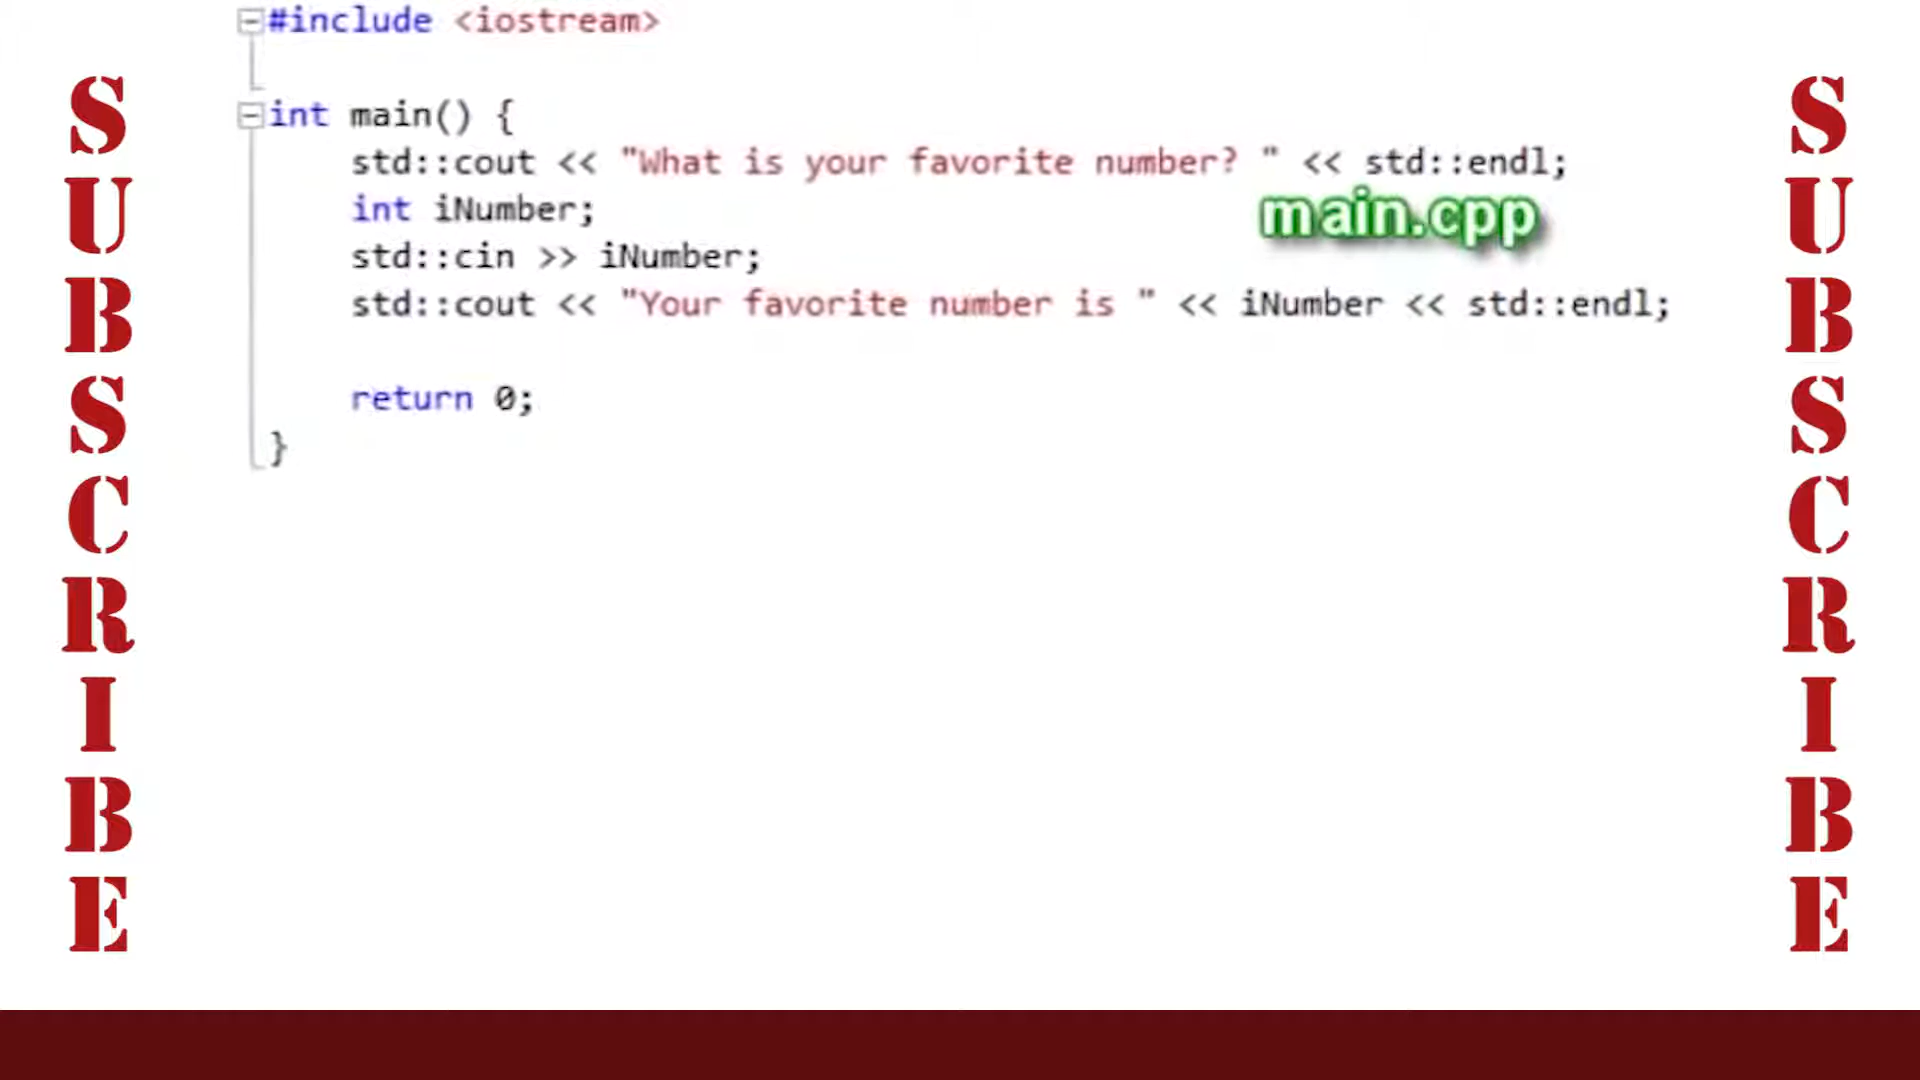 #include <iostream>
int main() {
std::cout << "What is your favorite number? " << std::endl;
int iNumber;
main.cpp
std::cin >> iNumber;
std::cout << "Your favorite number is " << iNumber << std::endl;
return 0;
}
SUBSCRIBE
SUBSCRIBE